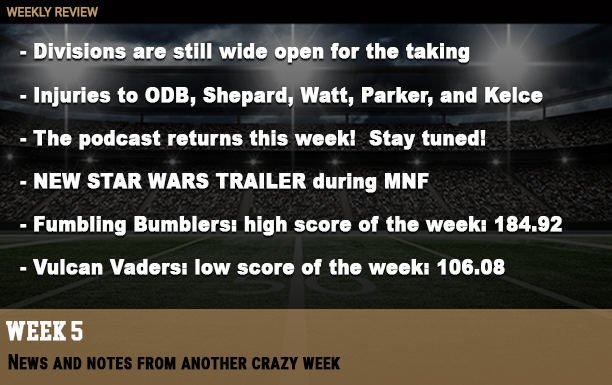 WEEKLY REVIEW
- Divisions are still wide open for the taking
- Injuries to ODB, Shepard, Watt, Parker, and Kelce
- The podcast returns this week!  Stay tuned!
- NEW STAR WARS TRAILER during MNF
- Fumbling Bumblers: high score of the week: 184.92
- Vulcan Vaders: low score of the week: 106.08
WEEK 5
News and notes from another crazy week